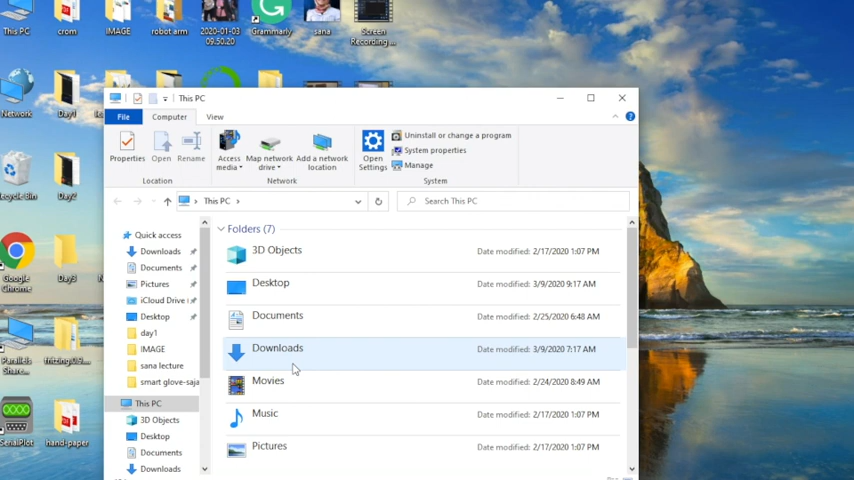 This PC
crom
IMAGE
robot arm
2020-01-03
09.50.20
Grammarly
sana
Screen
Recording ...
Network
Day1
Recycle Bin
Day2
Google
Chrome
Day3
Parallels
Share...
fritzing0.9....
SerialPlot
hand-paper
This PC
File
Computer
View
Properties
Open
Rename
Access
media
Map network
drive
Add a network
location
Open
Settings
Uninstall or change a program
System properties
Manage
Location
Network
System
This PC
Search This PC
Quick access
Downloads
Documents
Pictures
iCloud Drive
Desktop
day1
IMAGE
sana lecture
smart glove-saja
This PC
3D Objects
Desktop
Documents
Downloads
Folders (7)
3D Objects Date modified: 2/17/2020 1:07 PM
Desktop Date modified: 3/9/2020 9:17 AM
Documents Date modified: 2/25/2020 6:48 AM
Downloads Date modified: 3/9/2020 7:17 AM
Movies Date modified: 2/24/2020 8:49 AM
Music Date modified: 2/17/2020 1:07 PM
Pictures Date modified: 2/17/2020 1:07 PM